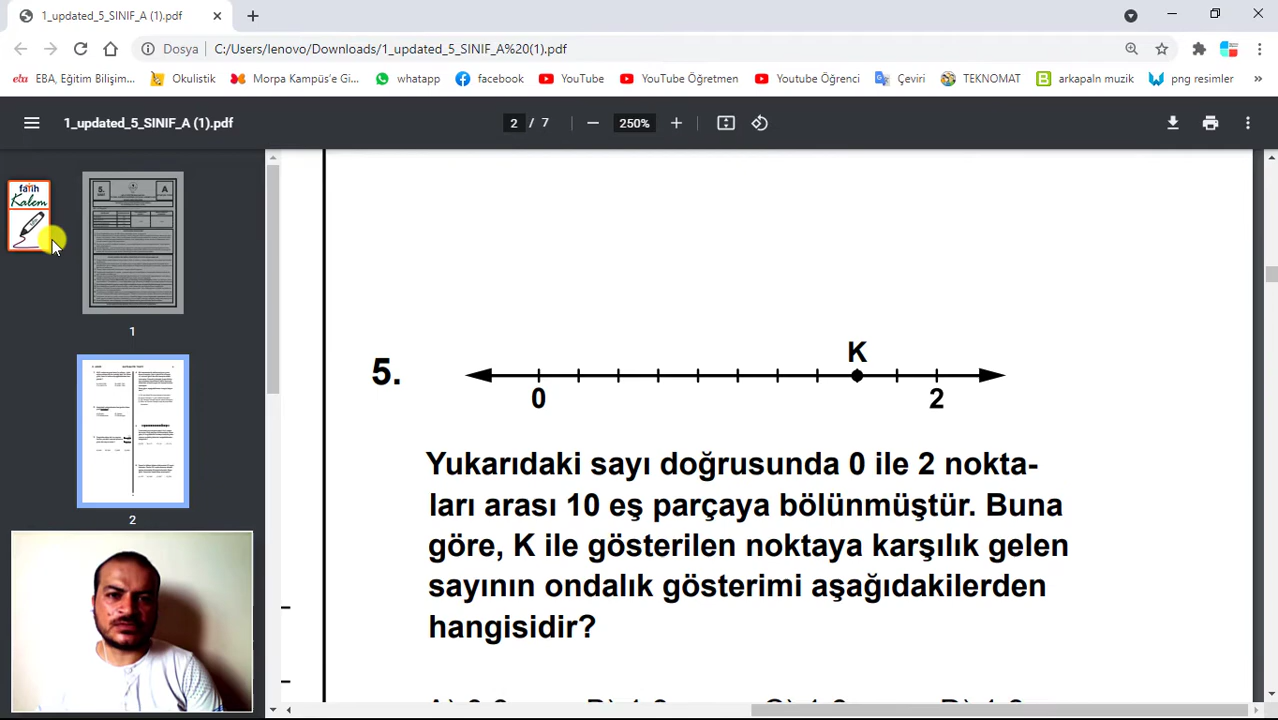 1_updated_5_SINIF_A (1).pdf
Dosya
C:/Users/lenovo/Downloads/1_updated_5_SINIF_A%20(1).pdf
eba EBA, Eğitim Bilişim...
Okulistik
Morpa Kampüs'e Gi...
whatapp
facebook
YouTube
YouTube Öğretmen
Youtube Öğrenci
Çeviri
TEKNOMAT
arkapaln muzik
png resimler
1_updated_5_SINIF_A (1).pdf
2 / 7
250%
fatih
Kalem
5.
A
1
2
K
5.
0
2
Yukarıdaki sayı doğrusunda 0 ile 2 nokta-
ları arası 10 eş parçaya bölünmüştür. Buna
göre, K ile gösterilen noktaya karşılık gelen
sayının ondalık gösterimi aşağıdakilerden
hangisidir?